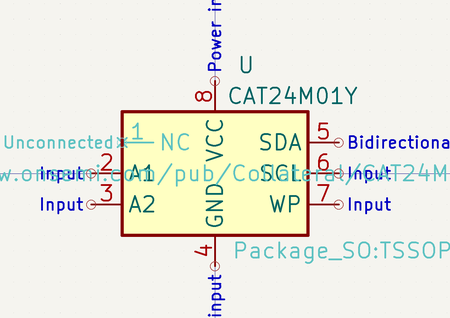 Power in
U
8
CAT24M01Y
Unconnected
1
NC
VCC
SDA
5
Bidirectiona
Input
2
A1
SCL
6
Input
w.onsemi.com/pub/Collateral/CAT24M
Input
3
A2
GND
WP
7
Input
4
Package_SO:TSSOP
input